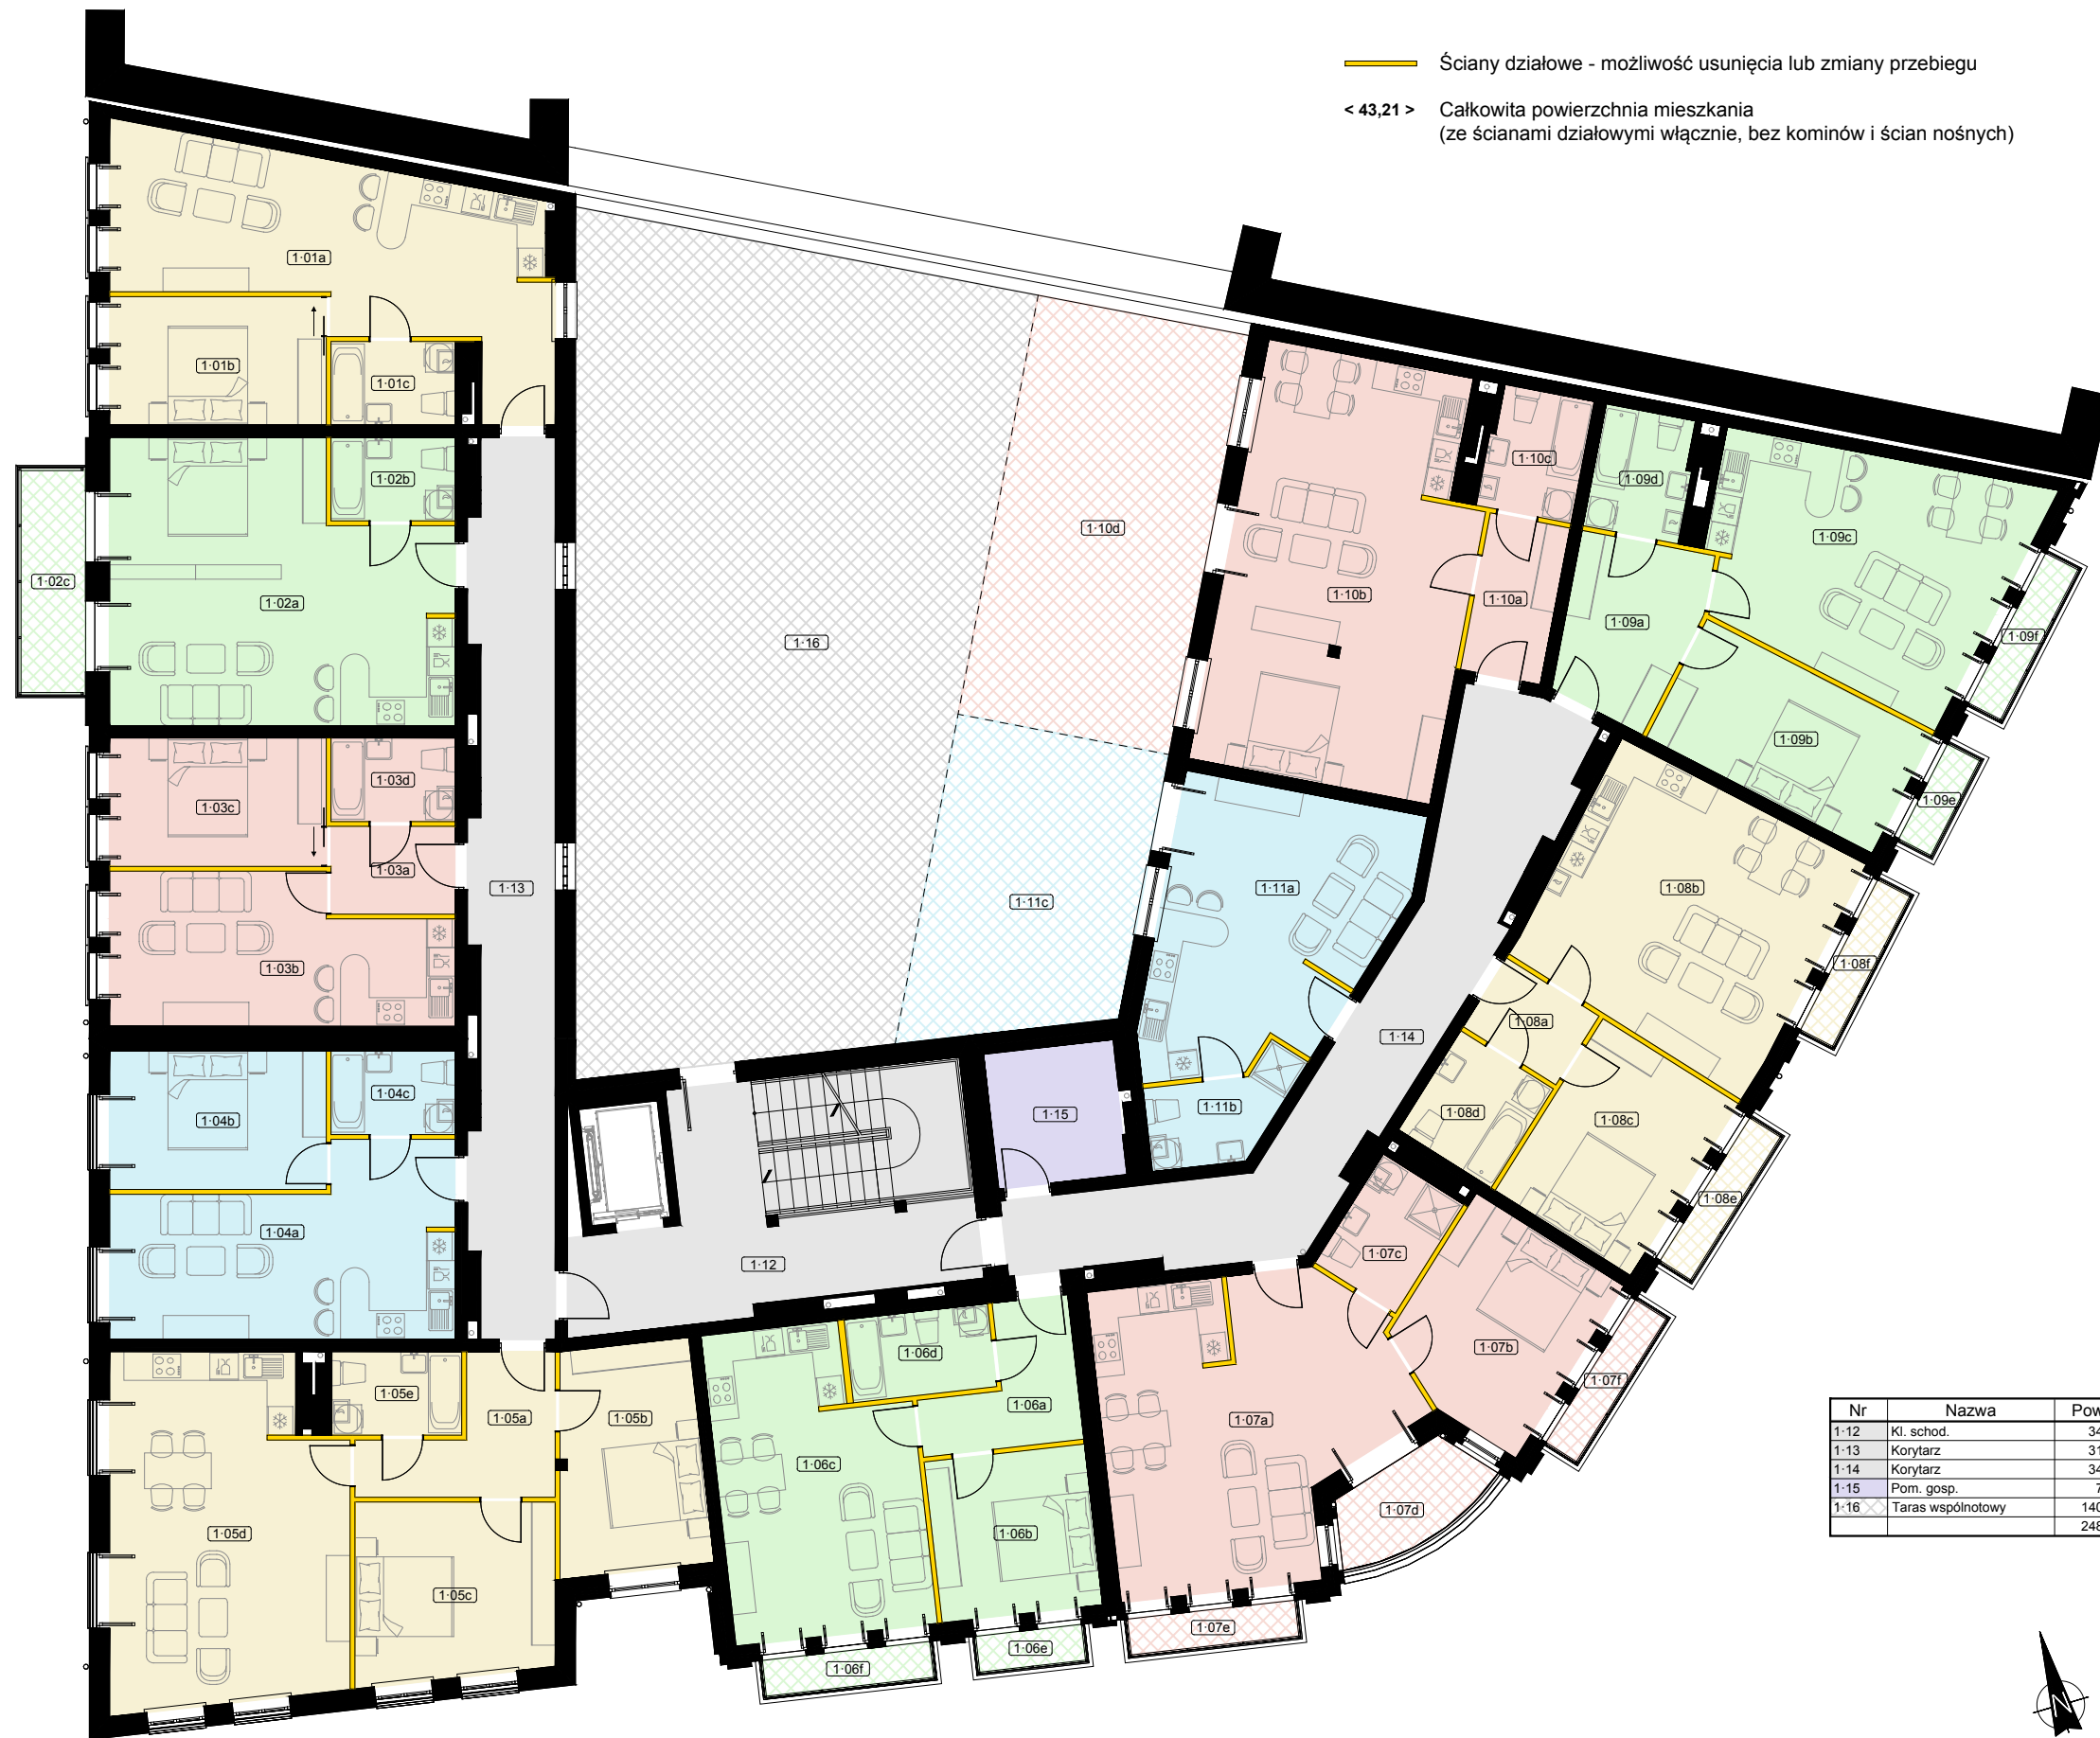 Ściany działowe - możliwość usunięcia lub zmiany przebiegu
< 43,21 > Całkowita powierzchnia mieszkania
(ze ścianami działowymi włącznie, bez kominów i ścian nośnych)
1·01a
1·01b
1·01c
1·02b
1·02c
1·02a
1·03d
1·03c
1·03a
1·03b
1·13
1·04c
1·04b
1·04a
1·05e
1·05a
1·05b
1·05d
1·05c
1·16
1·10d
1·11c
1·10c
1·10b
1·10a
1·09d
1·09c
1·09a
1·09f
1·09b
1·09e
1·11a
1·11b
1·15
1·14
1·12
1·08b
1·08f
1·08a
1·08d
1·08c
1·08e
1·07c
1·07b
1·07f
1·07a
1·07d
1·07e
1·06d
1·06a
1·06c
1·06b
1·06e
1·06f
Nr Nazwa Pow
1·12 Kl. schod. 34
1·13 Korytarz 31
1·14 Korytarz 34
1·15 Pom. gosp. 7
1·16 Taras wspólnotowy 140
248
N